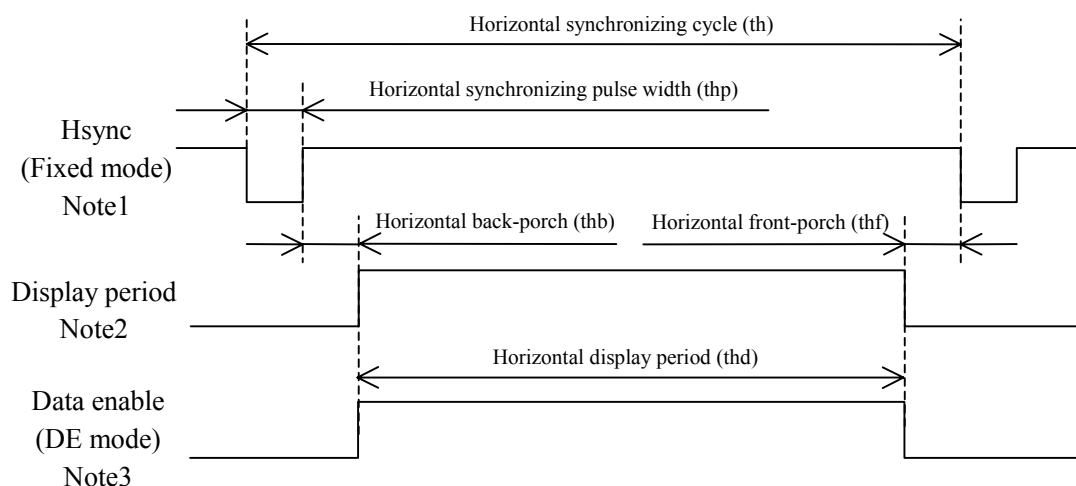 Horizontal synchronizing cycle (th)
Horizontal synchronizing pulse width (thp)
Hsync
(Fixed mode)
Note1
Horizontal back-porch (thb)
Horizontal front-porch (thf)
Display period
Note2
Horizontal display period (thd)
Data enable
(DE mode)
Note3